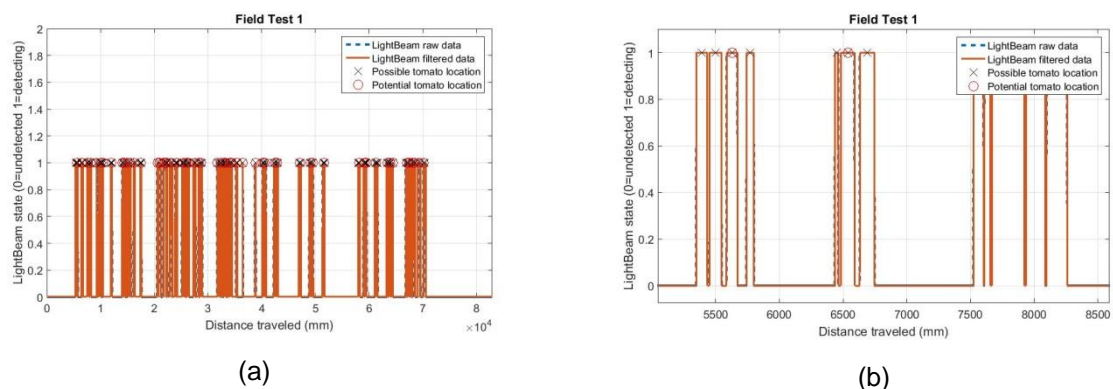 Field Test 1
2
1.8
1.6
1.4
1.2
1
0.8
0.6
0.4
0.2
0
LightBeam state (0=undetected 1=detecting)
LightBeam raw data
LightBeam filtered data
Possible tomato location
Potential tomato location
0 1 2 3 4 5 6 7 8
×10⁴
Distance traveled (mm)
(a)
Field Test 1
1
0.8
0.6
0.4
0.2
0
LightBeam state (0=undetected 1=detecting)
LightBeam raw data
LightBeam filtered data
Possible tomato location
Potential tomato location
5500 6000 6500 7000 7500 8000 8500
Distance traveled (mm)
(b)